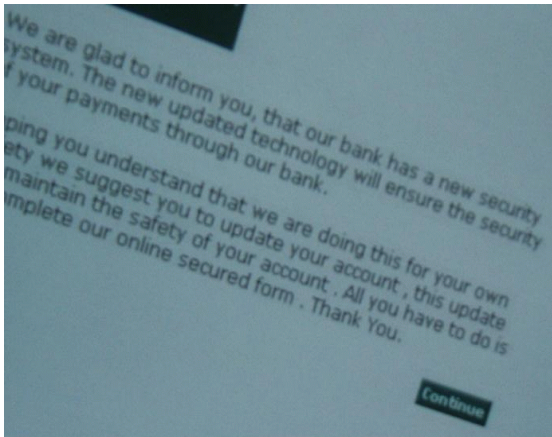 We are glad to inform you, that our bank has a new security
system. The new updated technology will ensure the security
f your payments through our bank.
ping you understand that we are doing this for your own
ety we suggest you to update your account , this update
maintain the safety of your account . All you have to do is
mplete our online secured form . Thank You.
Continue